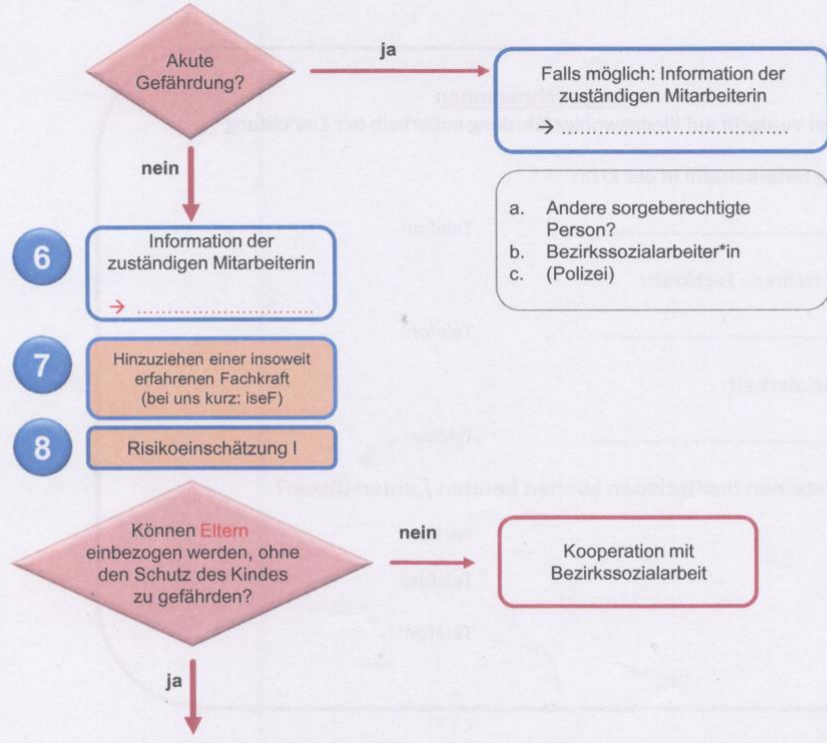 Akute
Gefährdung?
ja
Falls möglich: Information der
zuständigen Mitarbeiterin
→ ................................
nein
a. Andere sorgeberechtigte
Person?
b. Bezirkssozialarbeiter*in
c. (Polizei)
6
Information der
zuständigen Mitarbeiterin
→ ................................
7
Hinzuziehen einer insoweit
erfahrenen Fachkraft
(bei uns kurz: iseF)
8
Risikoeinschätzung I
Können Eltern
einbezogen werden, ohne
den Schutz des Kindes
zu gefährden?
nein
Kooperation mit
Bezirkssozialarbeit
ja